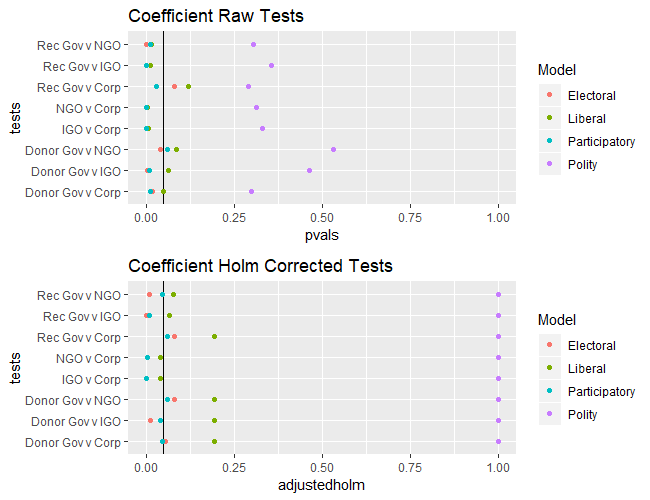 Coefficient Raw Tests
tests
Rec Gov v NGO
Rec Gov v IGO
Rec Gov v Corp
NGO v Corp
IGO v Corp
Donor Gov v NGO
Donor Gov v IGO
Donor Gov v Corp
0.00 0.25 0.50 0.75 1.00
pvals
Model
Electoral
Liberal
Participatory
Polity
Coefficient Holm Corrected Tests
tests
Rec Gov v NGO
Rec Gov v IGO
Rec Gov v Corp
NGO v Corp
IGO v Corp
Donor Gov v NGO
Donor Gov v IGO
Donor Gov v Corp
0.00 0.25 0.50 0.75 1.00
adjustedholm
Model
Electoral
Liberal
Participatory
Polity